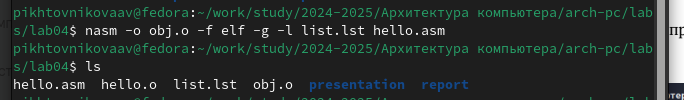 pikhtovnikovaav@fedora:~/work/study/2024-2025/Архитектура компьютера/arch-pc/lab
s/lab04$ nasm -o obj.o -f elf -g -l list.lst hello.asm
pikhtovnikovaav@fedora:~/work/study/2024-2025/Архитектура компьютера/arch-pc/lab
s/lab04$ ls
hello.asm  hello.o  list.lst  obj.o  presentation  report